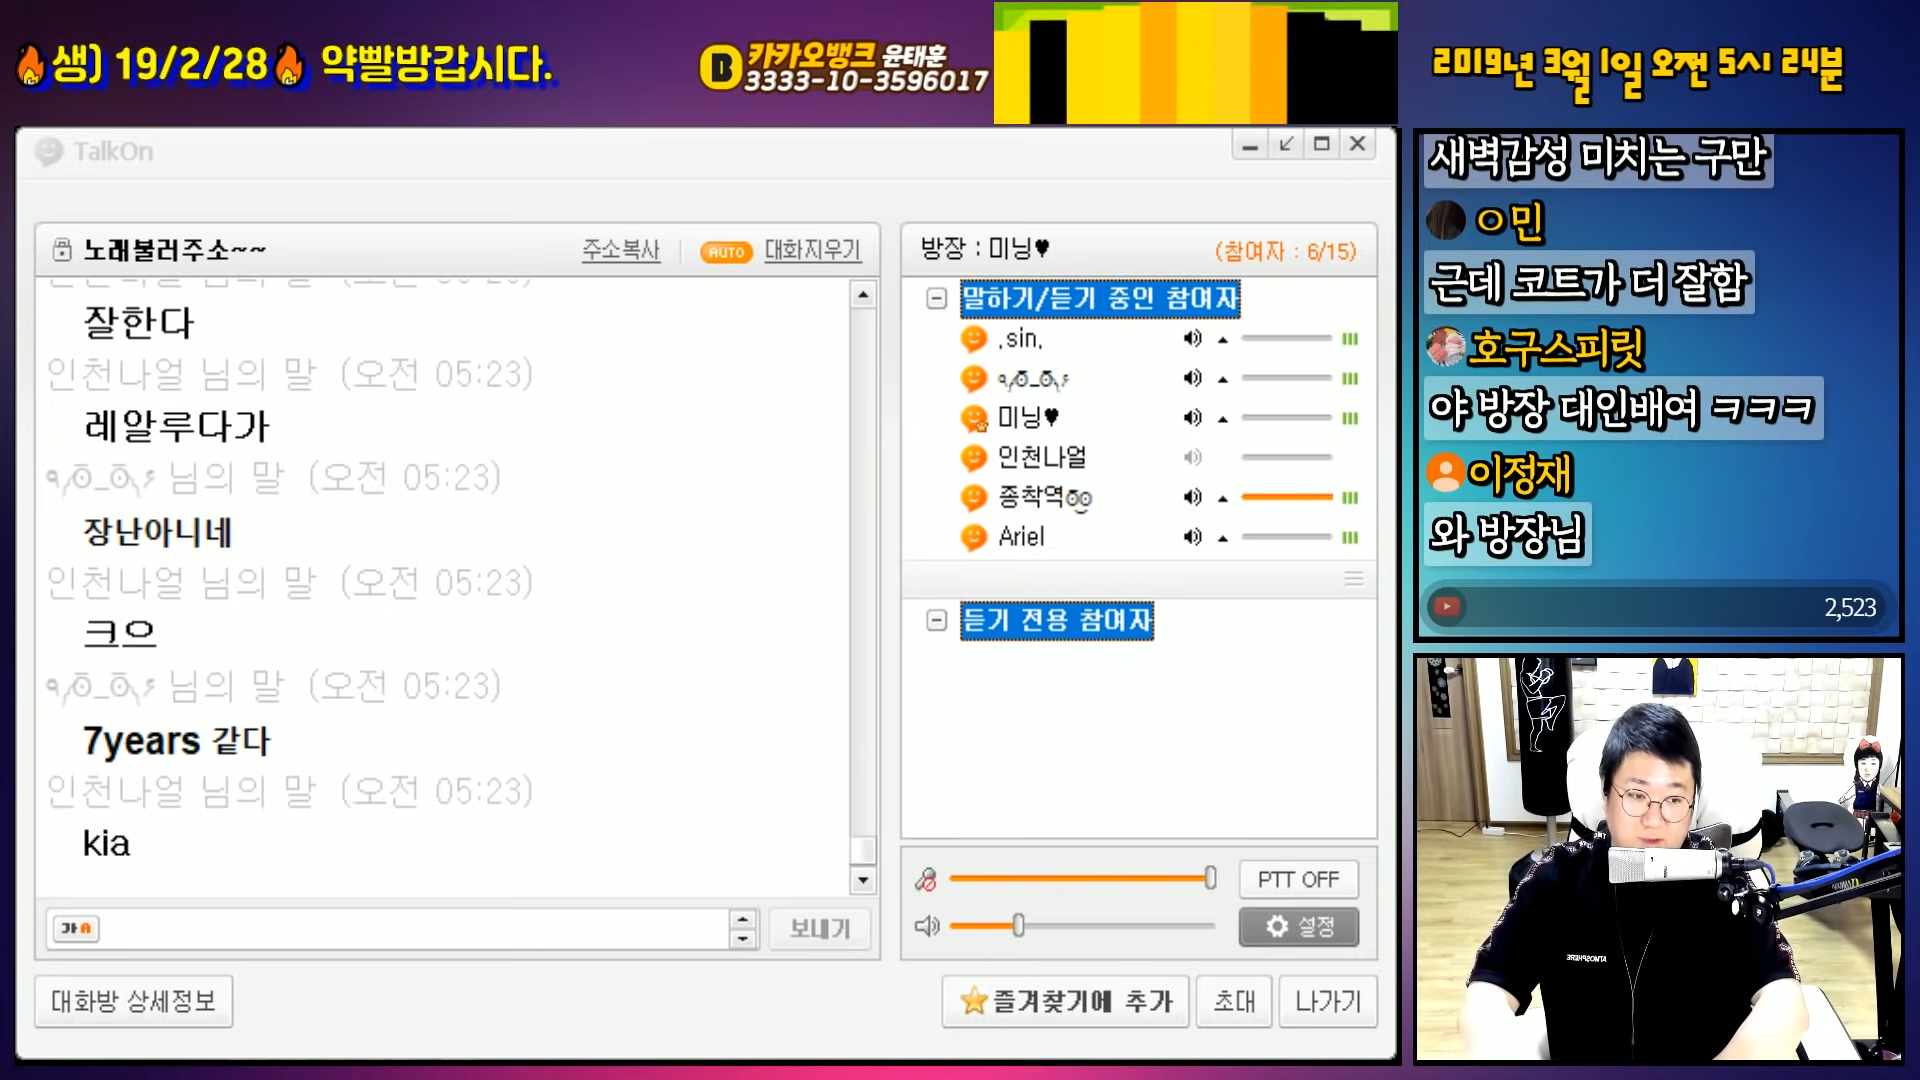 생) 19/2/28 약빨방갑시다.
카카오뱅크 윤태훈
3333-10-3596017
2019년 3월 1일 오전 5시 24분
TalkOn
노래불러주소~~
주소복사
AUTO
대화지우기
잘한다
인천나얼 님의 말 (오전 05:23)
레알루다가
님의 말 (오전 05:23)
장난아니네
인천나얼 님의 말 (오전 05:23)
크으
님의 말 (오전 05:23)
7years 같다
인천나얼 님의 말 (오전 05:23)
kia
가A
보내기
대화방 상세정보
방장 : 미닝♥
(참여자 : 6/15)
말하기/듣기 중인 참여자
,sin,
미닝♥
인천나얼
종착역
Ariel
듣기 전용 참여자
PTT OFF
설정
즐겨찾기에 추가
초대
나가기
새벽감성 미치는 구만
ㅇ민
근데 코트가 더 잘함
호구스피릿
야 방장 대인배여 ㅋㅋㅋ
이정재
와 방장님
2,523